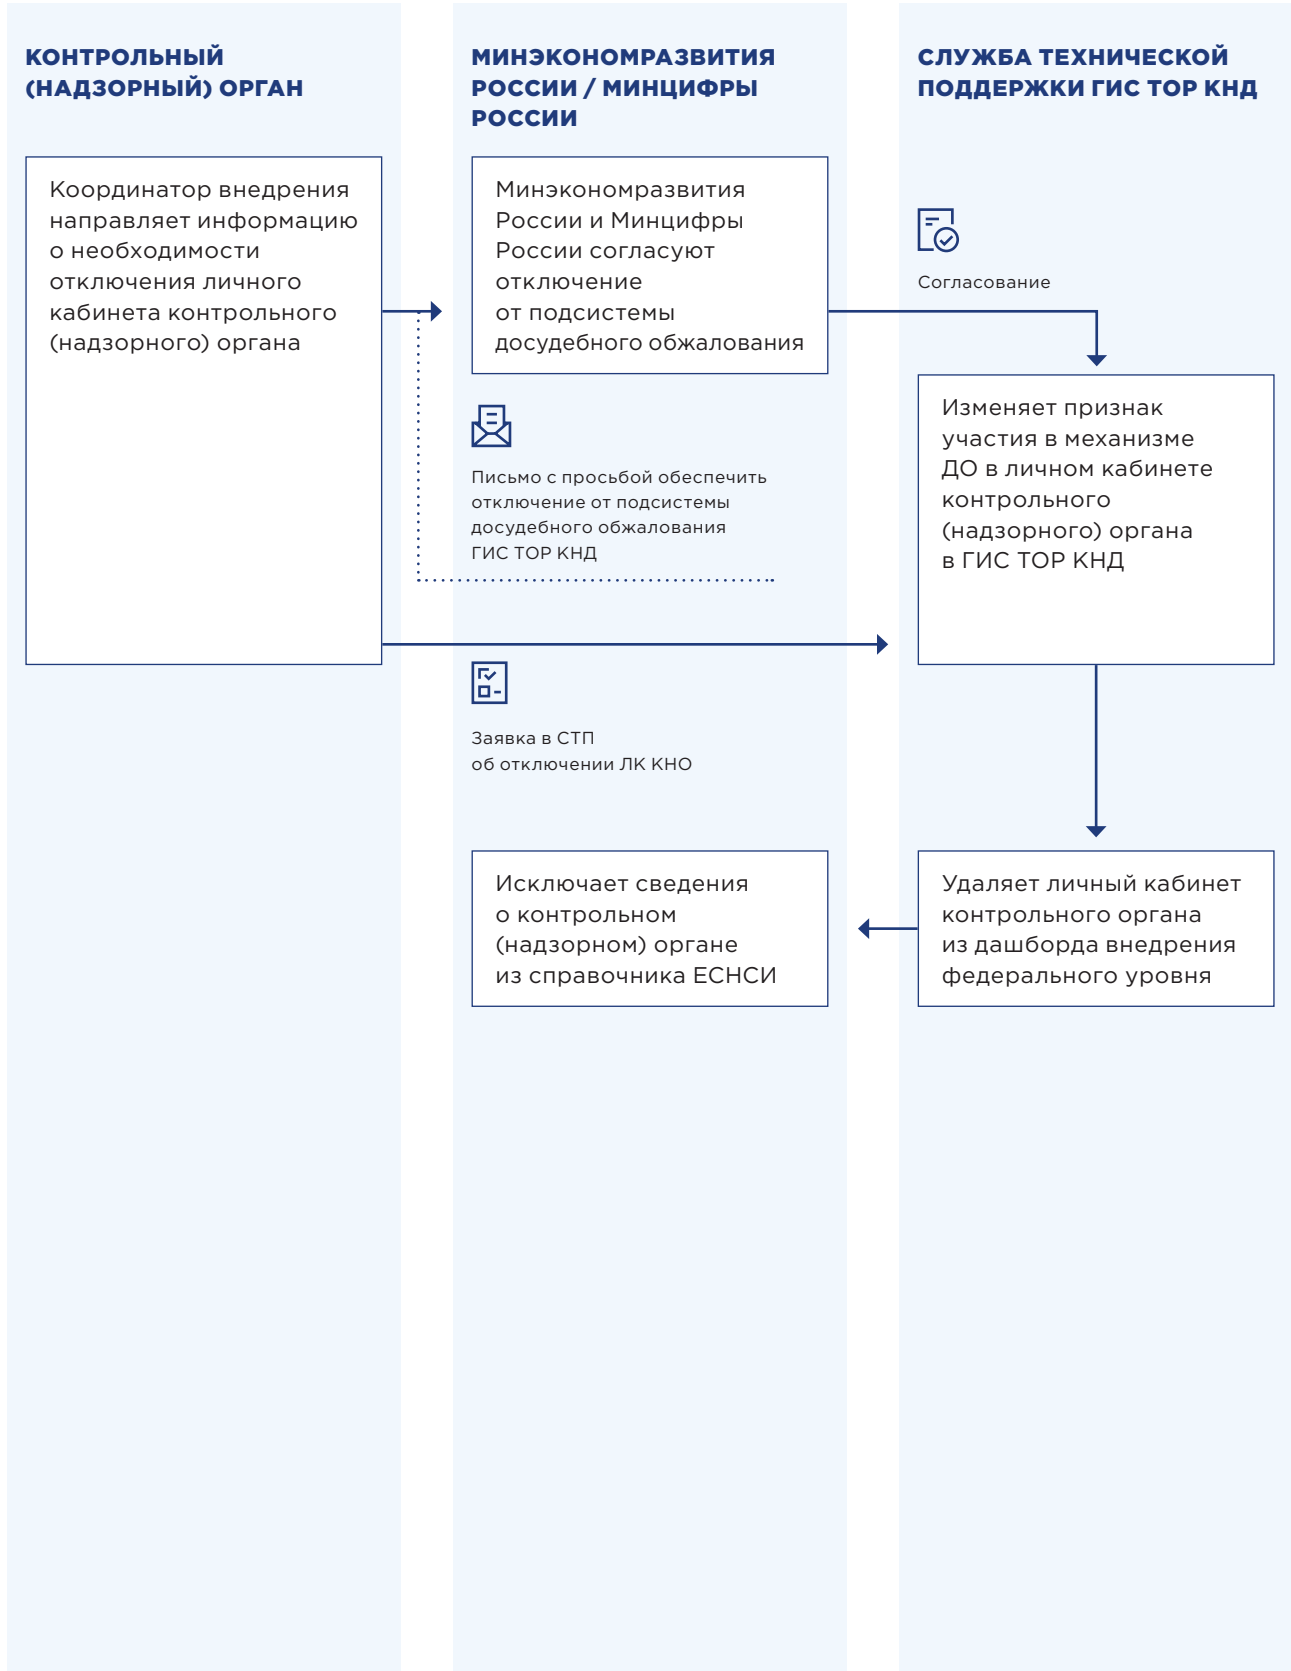 КОНТРОЛЬНЫЙ
(НАДЗОРНЫЙ) ОРГАН
Координатор внедрения
направляет информацию
о необходимости
отключения личного
кабинета контрольного
(надзорного) органа
МИНЭКОНОМРАЗВИТИЯ
РОССИИ / МИНЦИФРЫ
РОССИИ
Минэкономразвития
России и Минцифры
России согласуют
отключение
от подсистемы
досудебного обжалования
Письмо с просьбой обеспечить
отключение от подсистемы
досудебного обжалования
ГИС ТОР КНД
Заявка в СТП
об отключении ЛК КНО
Исключает сведения
о контрольном
(надзорном) органе
из справочника ЕСНСИ
СЛУЖБА ТЕХНИЧЕСКОЙ
ПОДДЕРЖКИ ГИС ТОР КНД
Согласование
Изменяет признак
участия в механизме
ДО в личном кабинете
контрольного
(надзорного) органа
в ГИС ТОР КНД
Удаляет личный кабинет
контрольного органа
из дашборда внедрения
федерального уровня